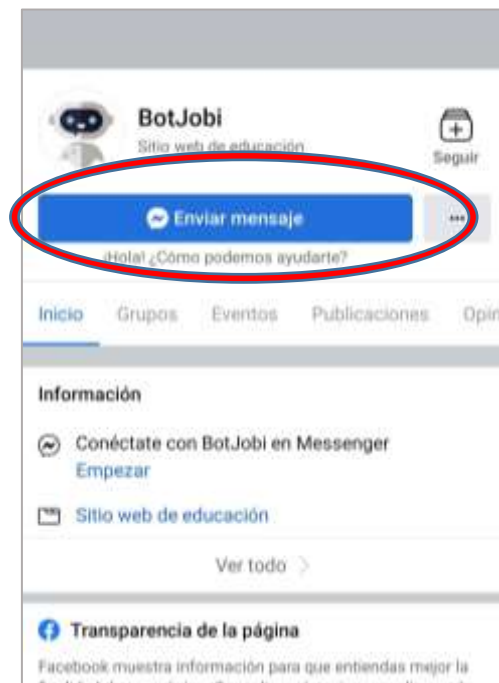 BotJobi
Sitio web de educación
Seguir
Enviar mensaje
¡Hola! ¿Cómo podemos ayudarte?
Inicio Grupos Eventos Publicaciones Opin
Información
Conéctate con BotJobi en Messenger
Empezar
Sitio web de educación
Ver todo
Transparencia de la página
Facebook muestra información para que entiendas mejor la